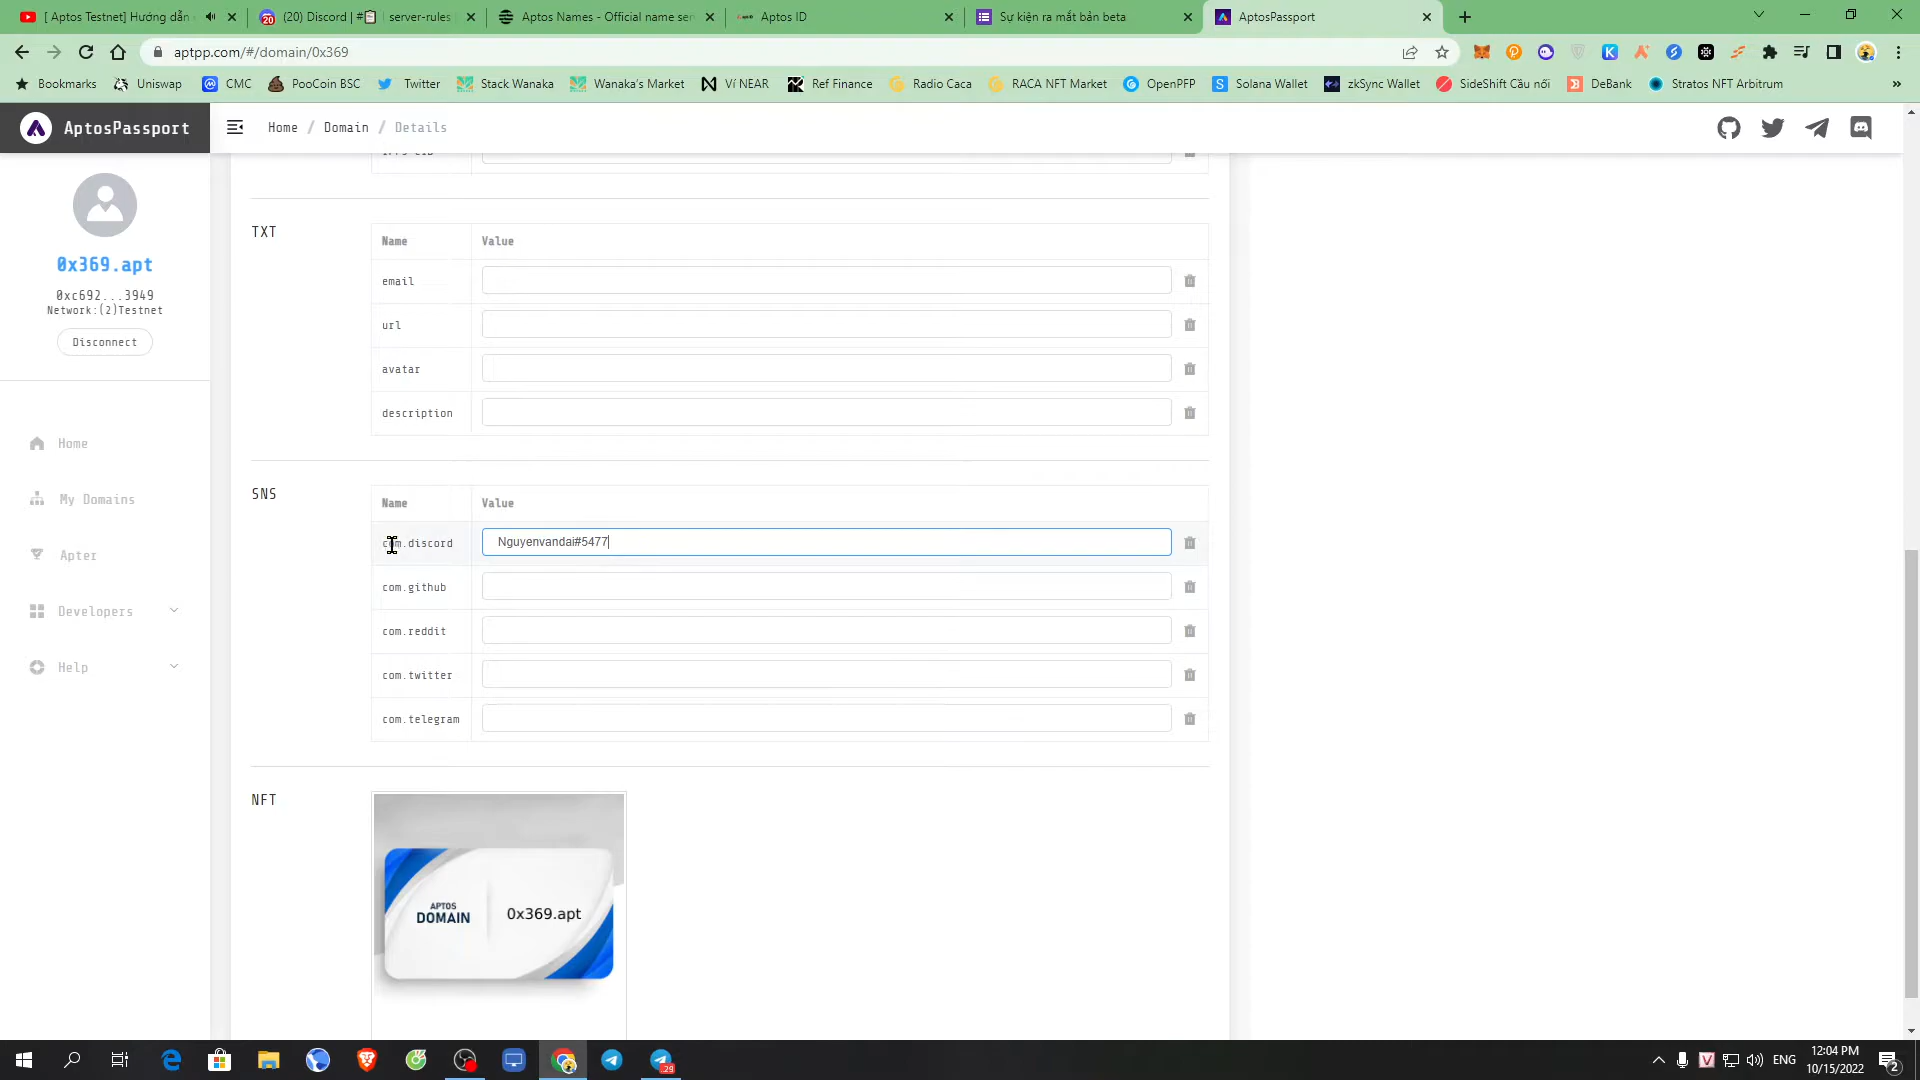 [ Aptos Testnet] Hướng dẫn
(20) Discord | # | server-rules
Aptos Names - Official name ser
Aptos ID
Sự kiện ra mắt bản beta
AptosPassport
aptpp.com/#/domain/0x369
Bookmarks
Uniswap
CMC
PooCoin BSC
Twitter
Stack Wanaka
Wanaka's Market
Ví NEAR
Ref Finance
Radio Caca
RACA NFT Market
OpenPFP
Solana Wallet
zkSync Wallet
SideShift Cầu nối
DeBank
Stratos NFT Arbitrum
»
AptosPassport
Home / Domain / Details
0x369.apt
0xc692...3949
Network:(2)Testnet
Disconnect
Home
My Domains
Apter
Developers
Help
TXT
Name Value
email
url
avatar
description
SNS
Name Value
com.discord Nguyenvandai#5477
com.github
com.reddit
com.twitter
com.telegram
NFT
APTOS
DOMAIN
0x369.apt
ENG
12:04 PM
10/15/2022